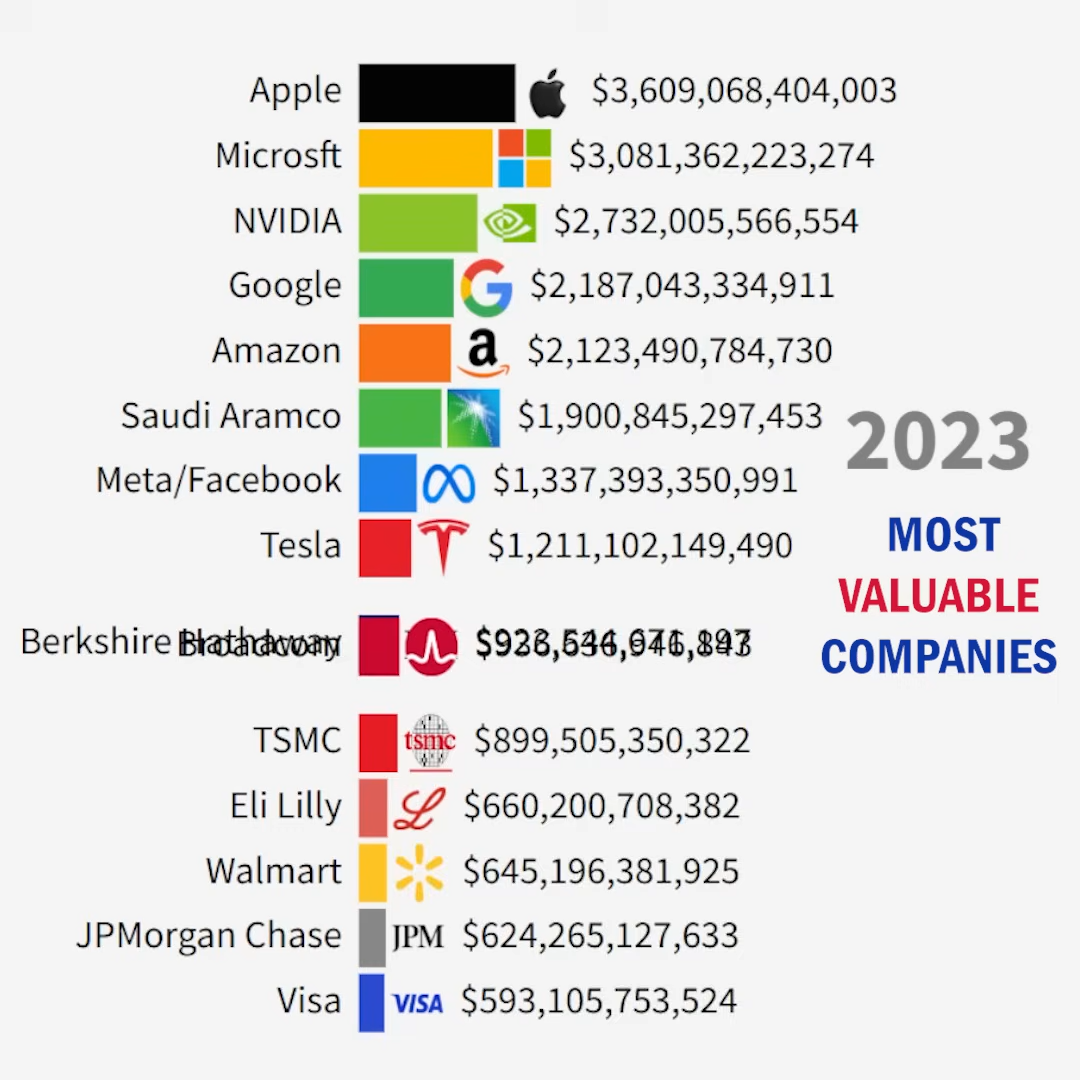 Apple $3,609,068,404,003
Microsft $3,081,362,223,274
NVIDIA $2,732,005,566,554
Google $2,187,043,334,911
Amazon a $2,123,490,784,730
Saudi Aramco $1,900,845,297,453
Meta/Facebook $1,337,393,350,991
Tesla $1,211,102,149,490
Berkshire Hathaway
Broadcom
TSMC tsmc $899,505,350,322
Eli Lilly $660,200,708,382
Walmart $645,196,381,925
JPMorgan Chase JPM $624,265,127,633
Visa VISA $593,105,753,524
2023
MOST
VALUABLE
COMPANIES